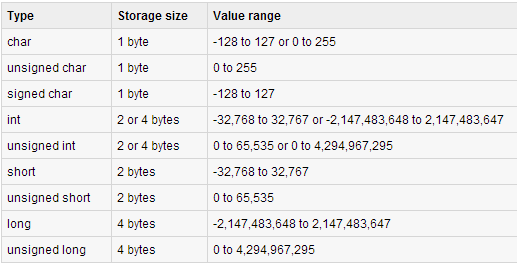 Type Storage size Value range
char 1 byte -128 to 127 or 0 to 255
unsigned char 1 byte 0 to 255
signed char 1 byte -128 to 127
int 2 or 4 bytes -32,768 to 32,767 or -2,147,483,648 to 2,147,483,647
unsigned int 2 or 4 bytes 0 to 65,535 or 0 to 4,294,967,295
short 2 bytes -32,768 to 32,767
unsigned short 2 bytes 0 to 65,535
long 4 bytes -2,147,483,648 to 2,147,483,647
unsigned long 4 bytes 0 to 4,294,967,295